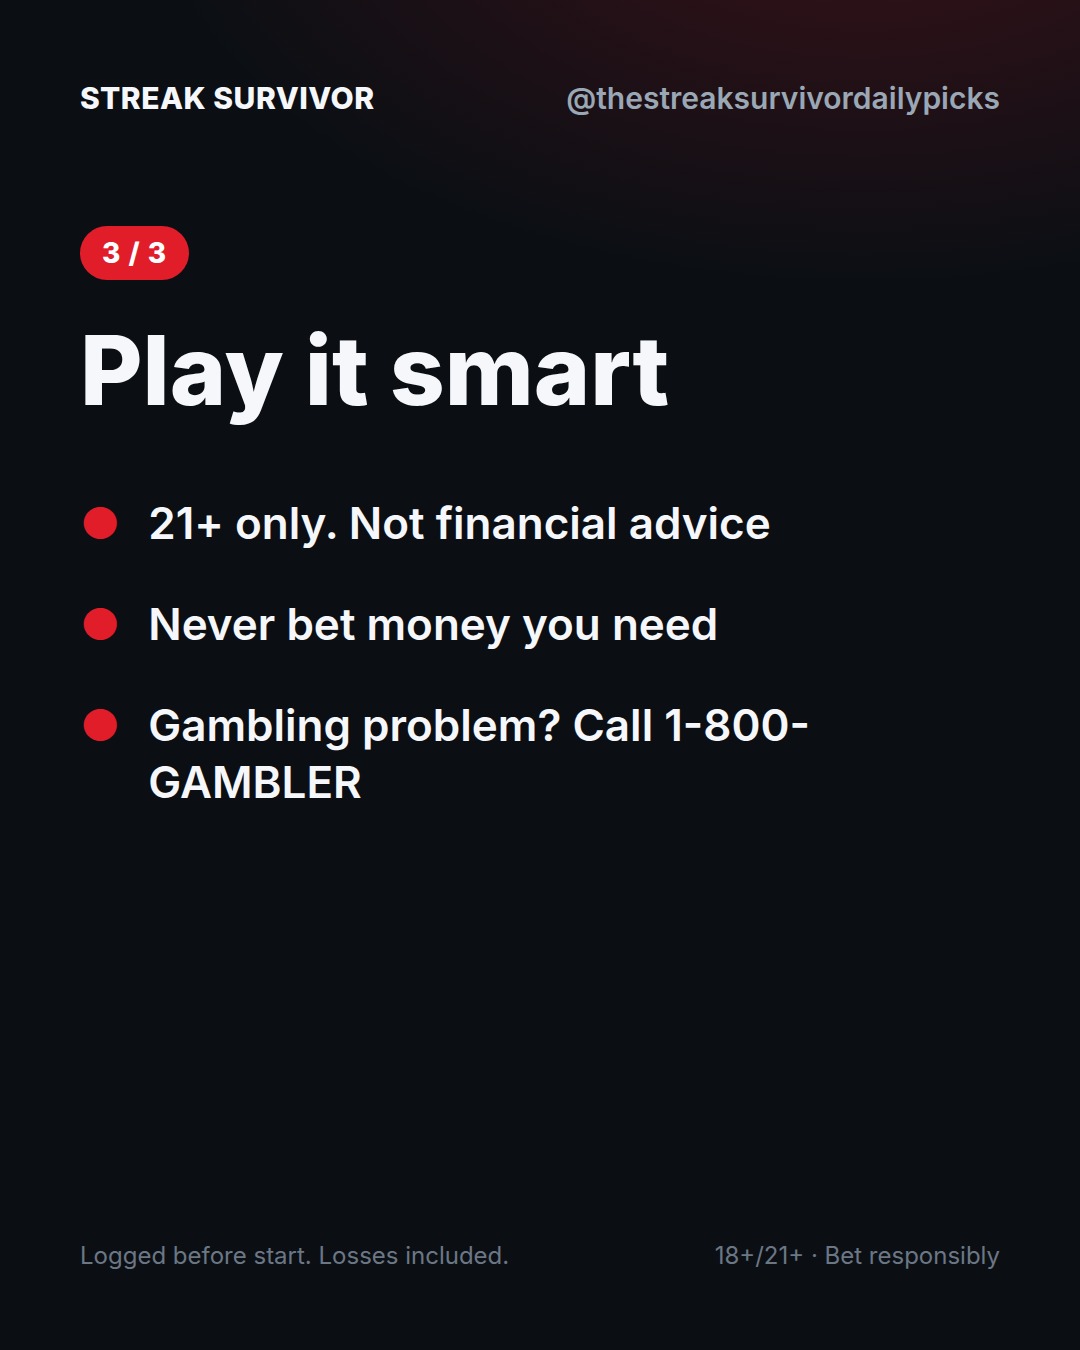 STREAK SURVIVOR
@thestreaksurvivordailypicks
3 / 3
Play it smart
21+ only. Not financial advice
Never bet money you need
Gambling problem? Call 1-800-
GAMBLER
Logged before start. Losses included.
18+/21+ · Bet responsibly